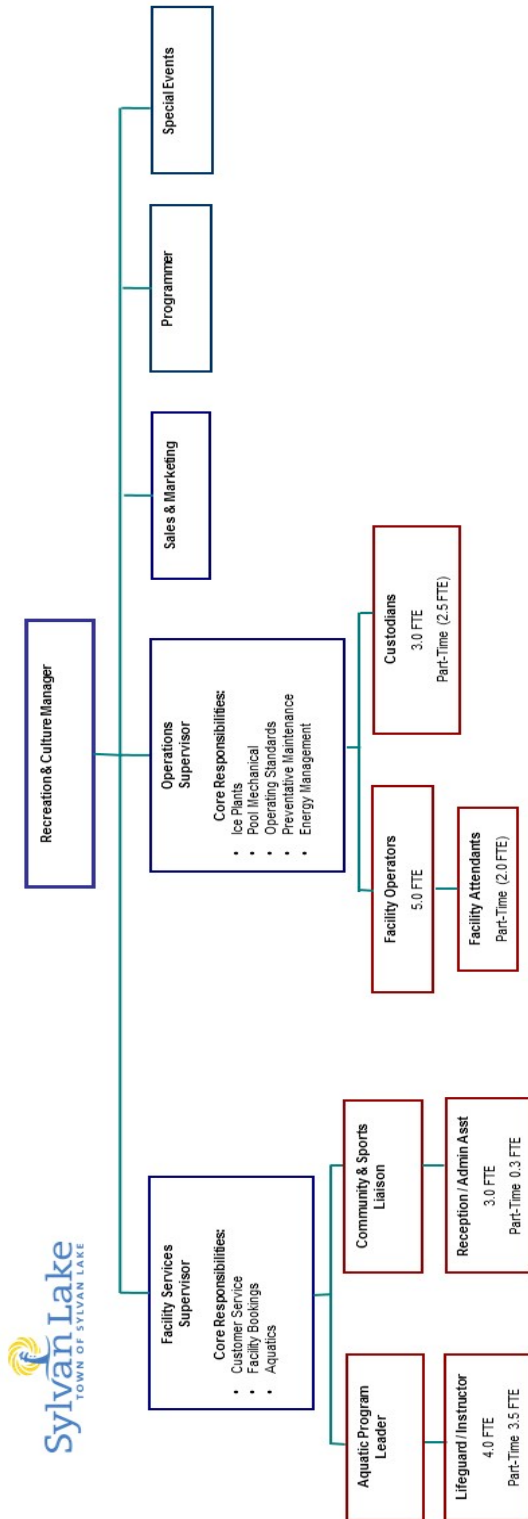 Sylvan Lake
TOWN OF SYLVAN LAKE
Recreation & Culture Manager
Facility Services
Supervisor
Core Responsibilities:
• Customer Service
• Facility Bookings
• Aquatics
Operations
Supervisor
Core Responsibilities:
• Ice Plants
• Pool Mechanical
• Operating Standards
• Preventative Maintenance
• Energy Management
Sales & Marketing
Programmer
Special Events
Aquatic Program
Leader
Community & Sports
Liaison
Facility Operators
5.0 FTE
Custodians
3.0 FTE
Part-Time (2.5 FTE)
Lifeguard / Instructor
4.0 FTE
Part-Time 3.5 FTE
Reception / Admin Asst
3.0 FTE
Part-Time 0.3 FTE
Facility Attendants
Part-Time (2.0 FTE)